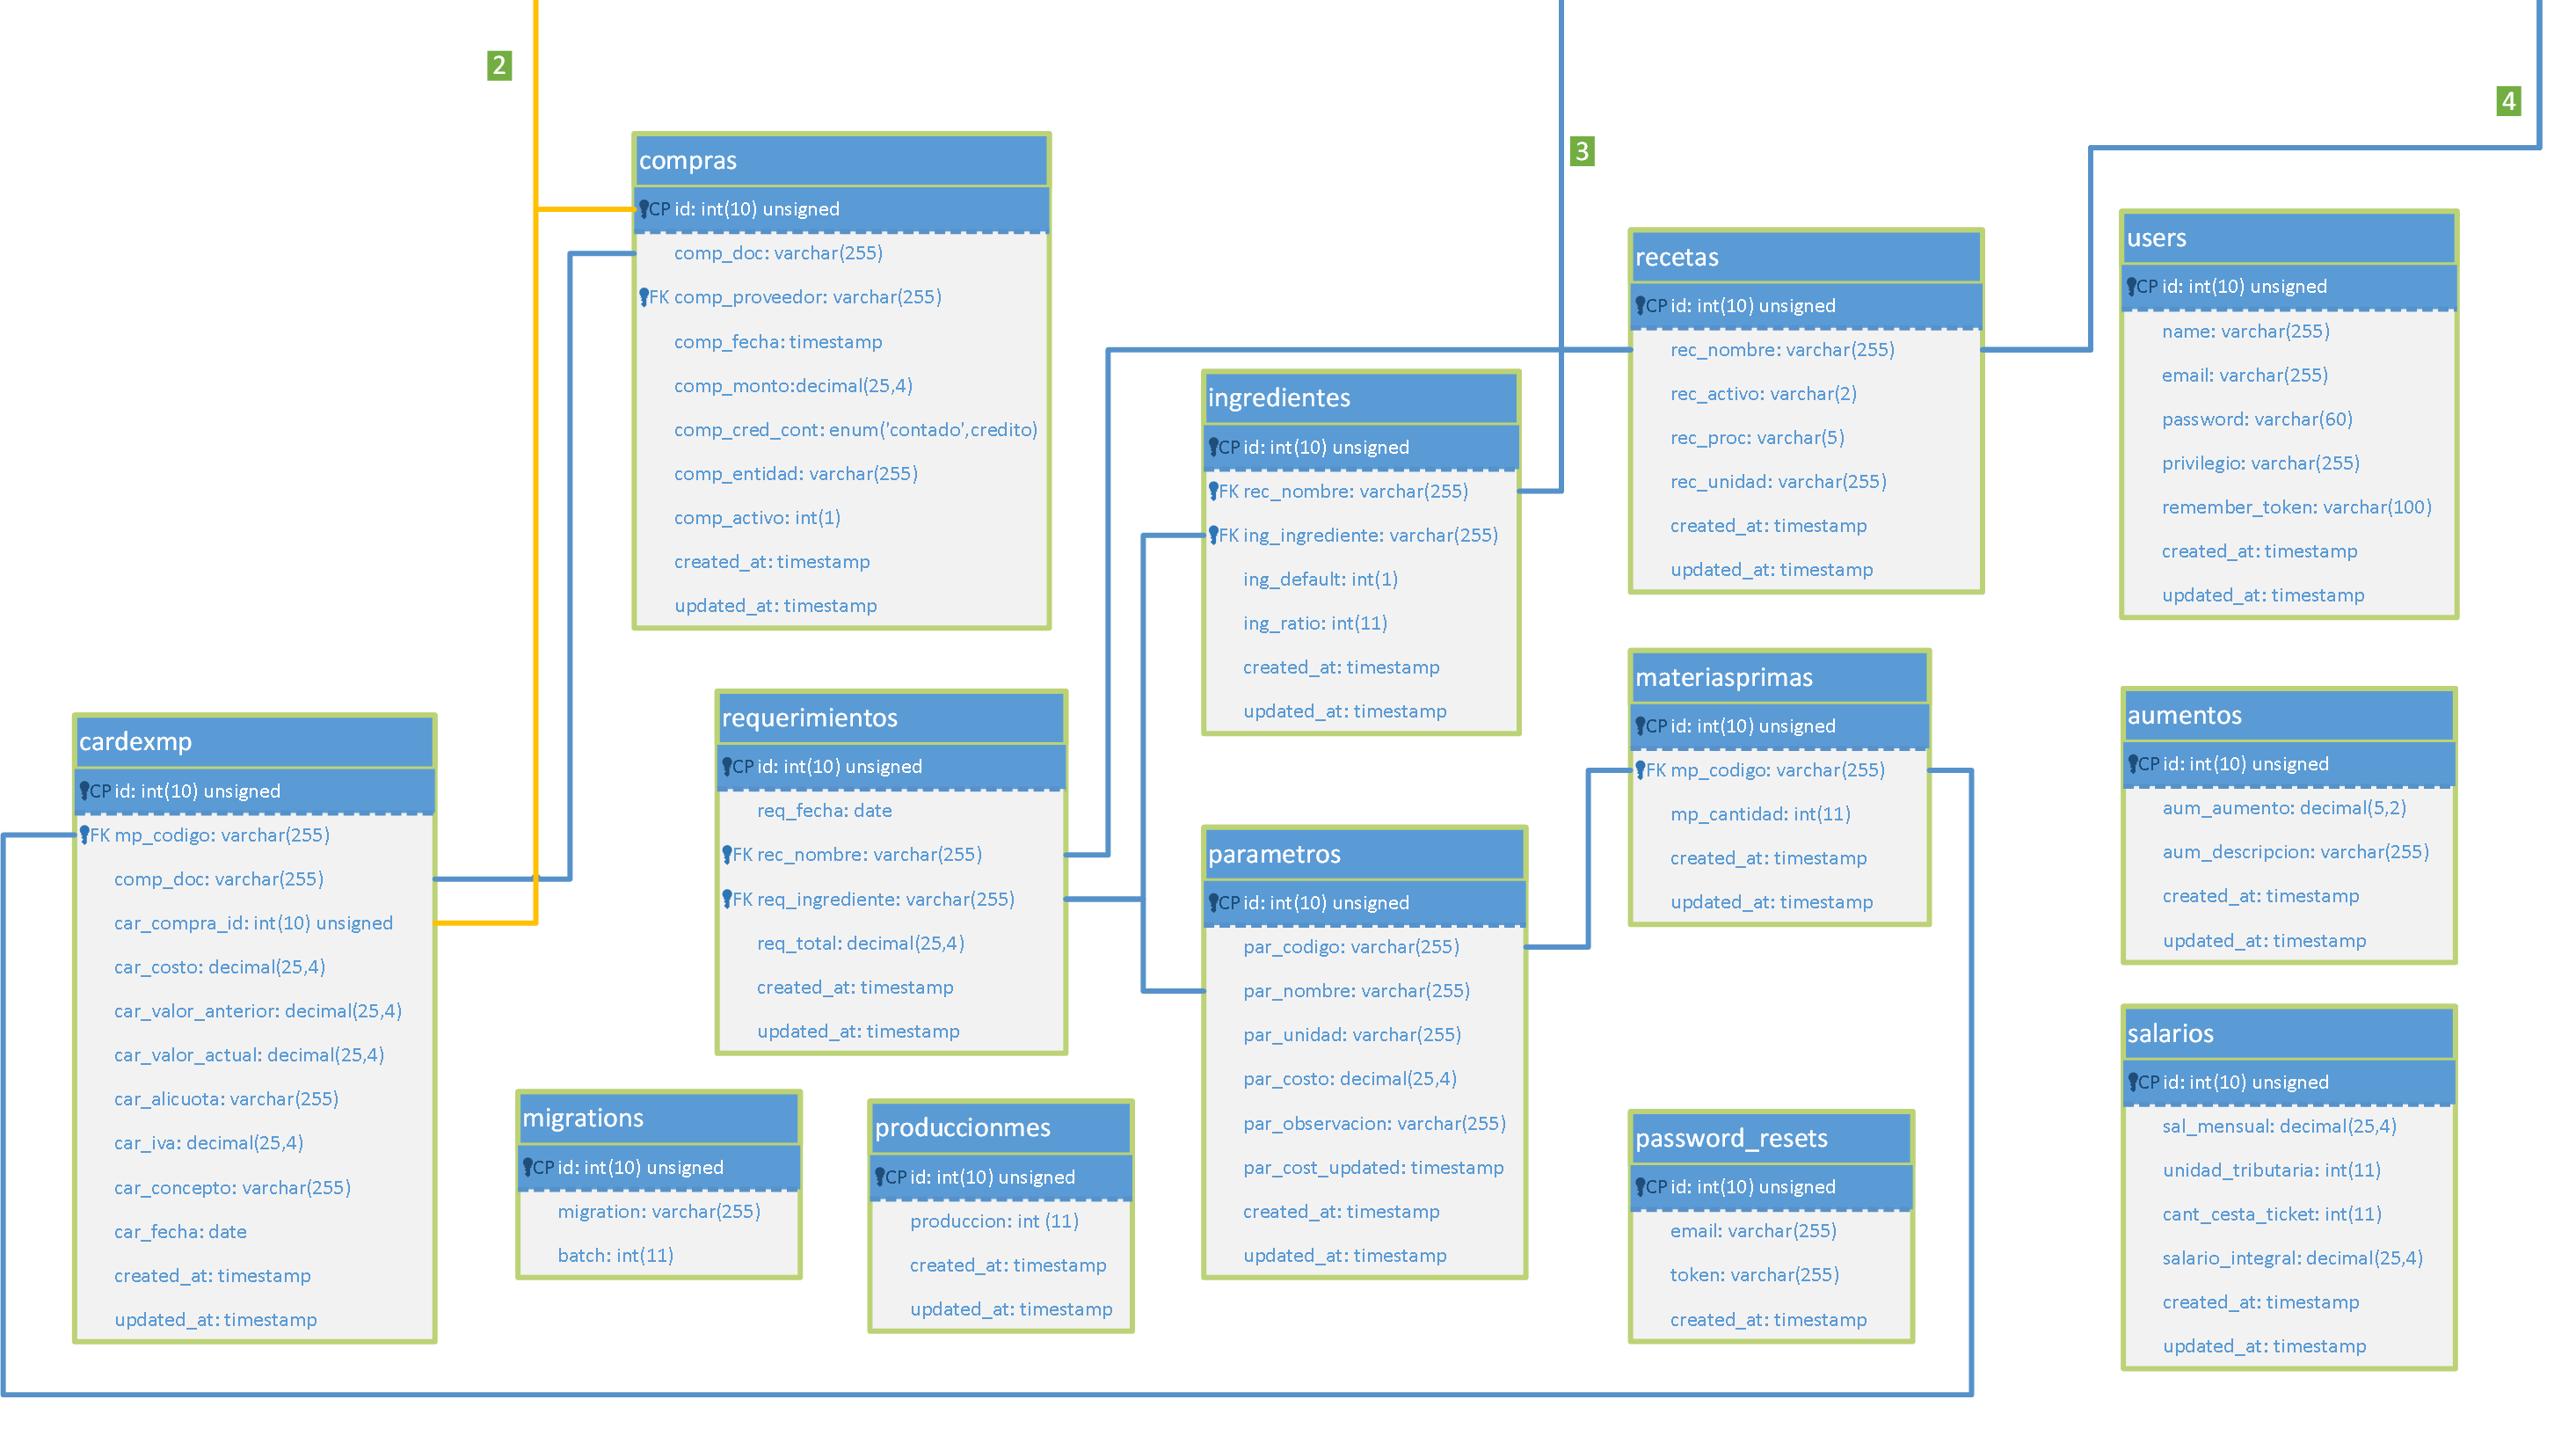 2
3
4
compras
CP id: int(10) unsigned
comp_doc: varchar(255)
FK comp_proveedor: varchar(255)
comp_fecha: timestamp
comp_monto:decimal(25,4)
comp_cred_cont: enum('contado',credito)
comp_entidad: varchar(255)
comp_activo: int(1)
created_at: timestamp
updated_at: timestamp
recetas
CP id: int(10) unsigned
rec_nombre: varchar(255)
rec_activo: varchar(2)
rec_proc: varchar(5)
rec_unidad: varchar(255)
created_at: timestamp
updated_at: timestamp
users
CP id: int(10) unsigned
name: varchar(255)
email: varchar(255)
password: varchar(60)
privilegio: varchar(255)
remember_token: varchar(100)
created_at: timestamp
updated_at: timestamp
ingredientes
CP id: int(10) unsigned
FK rec_nombre: varchar(255)
FK ing_ingrediente: varchar(255)
ing_default: int(1)
ing_ratio: int(11)
created_at: timestamp
updated_at: timestamp
cardexmp
CP id: int(10) unsigned
FK mp_codigo: varchar(255)
comp_doc: varchar(255)
car_compra_id: int(10) unsigned
car_costo: decimal(25,4)
car_valor_anterior: decimal(25,4)
car_valor_actual: decimal(25,4)
car_alicuota: varchar(255)
car_iva: decimal(25,4)
car_concepto: varchar(255)
car_fecha: date
created_at: timestamp
updated_at: timestamp
requerimientos
CP id: int(10) unsigned
req_fecha: date
FK rec_nombre: varchar(255)
FK req_ingrediente: varchar(255)
req_total: decimal(25,4)
created_at: timestamp
updated_at: timestamp
materiasprimas
CP id: int(10) unsigned
FK mp_codigo: varchar(255)
mp_cantidad: int(11)
created_at: timestamp
updated_at: timestamp
aumentos
CP id: int(10) unsigned
aum_aumento: decimal(5,2)
aum_descripcion: varchar(255)
created_at: timestamp
updated_at: timestamp
parametros
CP id: int(10) unsigned
par_codigo: varchar(255)
par_nombre: varchar(255)
par_unidad: varchar(255)
par_costo: decimal(25,4)
par_observacion: varchar(255)
par_cost_updated: timestamp
created_at: timestamp
updated_at: timestamp
migrations
CP id: int(10) unsigned
migration: varchar(255)
batch: int(11)
produccionmes
CP id: int(10) unsigned
produccion: int (11)
created_at: timestamp
updated_at: timestamp
password_resets
CP id: int(10) unsigned
email: varchar(255)
token: varchar(255)
created_at: timestamp
salarios
CP id: int(10) unsigned
sal_mensual: decimal(25,4)
unidad_tributaria: int(11)
cant_cesta_ticket: int(11)
salario_integral: decimal(25,4)
created_at: timestamp
updated_at: timestamp